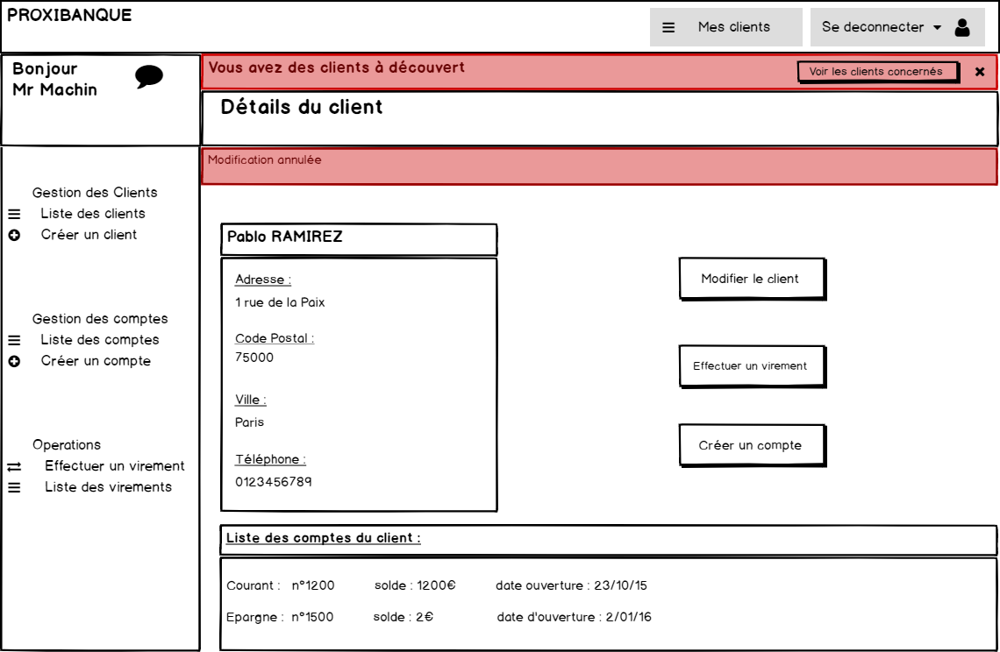 PROXIBANQUE
Mes clients
Se deconnecter
Bonjour
Mr Machin
Vous avez des clients à découvert
Voir les clients concernés
Détails du client
Modification annulée
Gestion des Clients
Liste des clients
Créer un client
Gestion des comptes
Liste des comptes
Créer un compte
Operations
Effectuer un virement
Liste des virements
Pablo RAMIREZ
Adresse :
1 rue de la Paix
Code Postal :
75000
Ville :
Paris
Téléphone :
0123456789
Modifier le client
Effectuer un virement
Créer un compte
Liste des comptes du client :
Courant : n°1200 solde : 1200€ date ouverture : 23/10/15
Epargne : n°1500 solde : 2€ date d'ouverture : 2/01/16